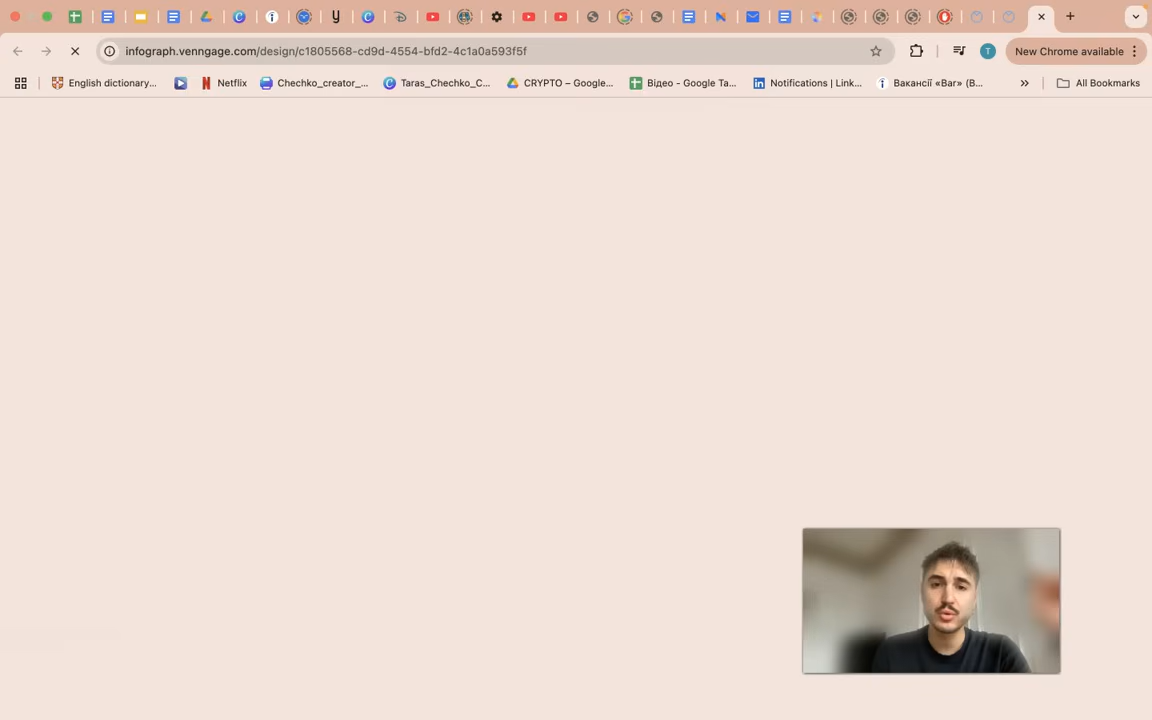 infograph.venngage.com/design/c1805568-cd9d-4554-bfd2-4c1a0a593f5f
T
New Chrome available
English dictionary...
Netflix
Chechko_creator_...
Taras_Chechko_C...
CRYPTO – Google...
Відео - Google Ta...
Notifications | Link...
Вакансії «Bar» (В...
All Bookmarks